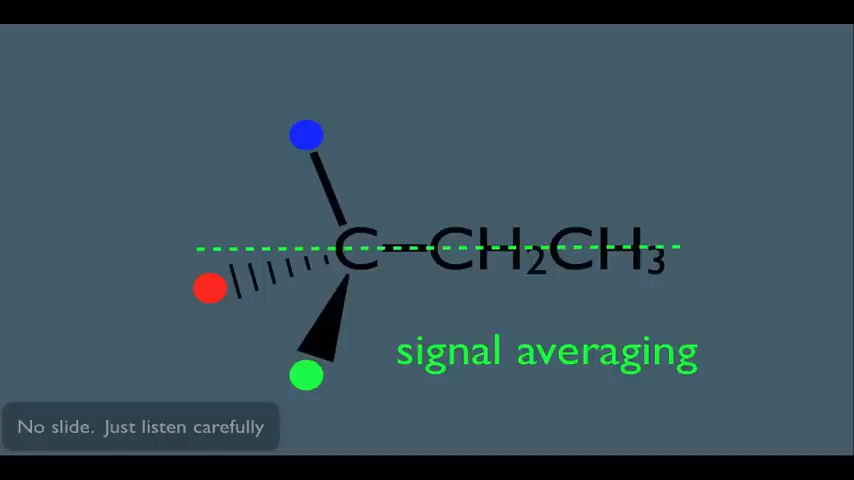 C—CH₂CH₃
signal averaging
No slide. Just listen carefully